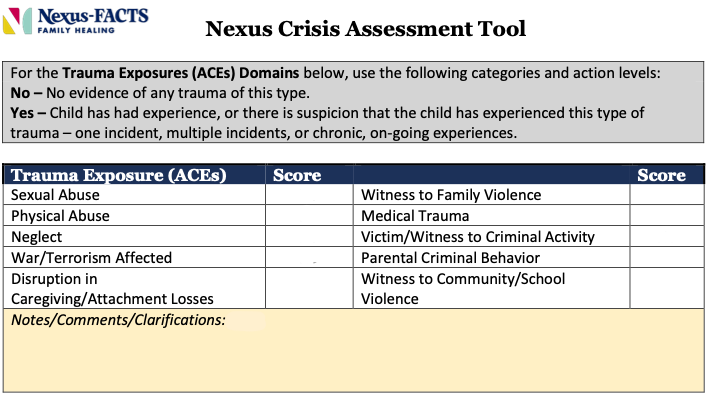 Nexus-FACTS
FAMILY HEALING
Nexus Crisis Assessment Tool
For the Trauma Exposures (ACEs) Domains below, use the following categories and action levels:
No – No evidence of any trauma of this type.
Yes – Child has had experience, or there is suspicion that the child has experienced this type of
trauma – one incident, multiple incidents, or chronic, on-going experiences.
Trauma Exposure (ACEs) Score Score
Sexual Abuse Witness to Family Violence
Physical Abuse Medical Trauma
Neglect Victim/Witness to Criminal Activity
War/Terrorism Affected Parental Criminal Behavior
Disruption in
Caregiving/Attachment Losses
Witness to Community/School
Violence
Notes/Comments/Clarifications: